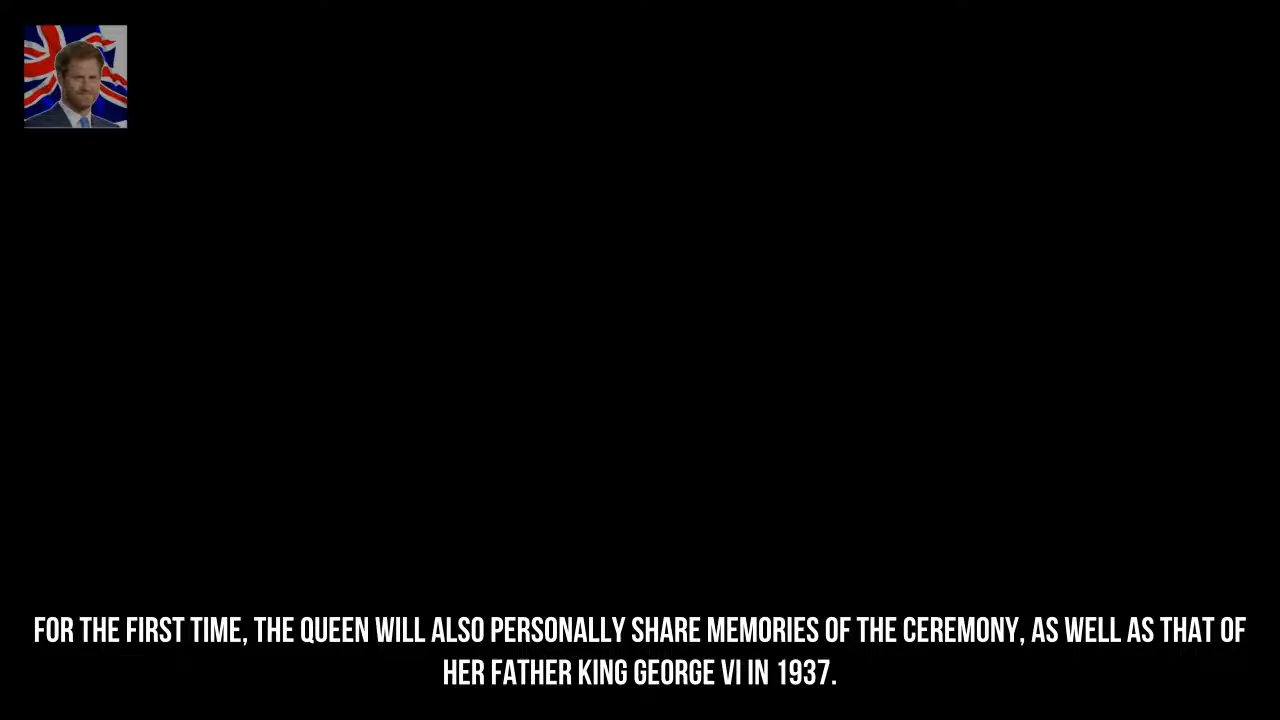 FOR THE FIRST TIME, THE QUEEN WILL ALSO PERSONALLY SHARE MEMORIES OF THE CEREMONY, AS WELL AS THAT OF
HER FATHER KING GEORGE VI IN 1937.